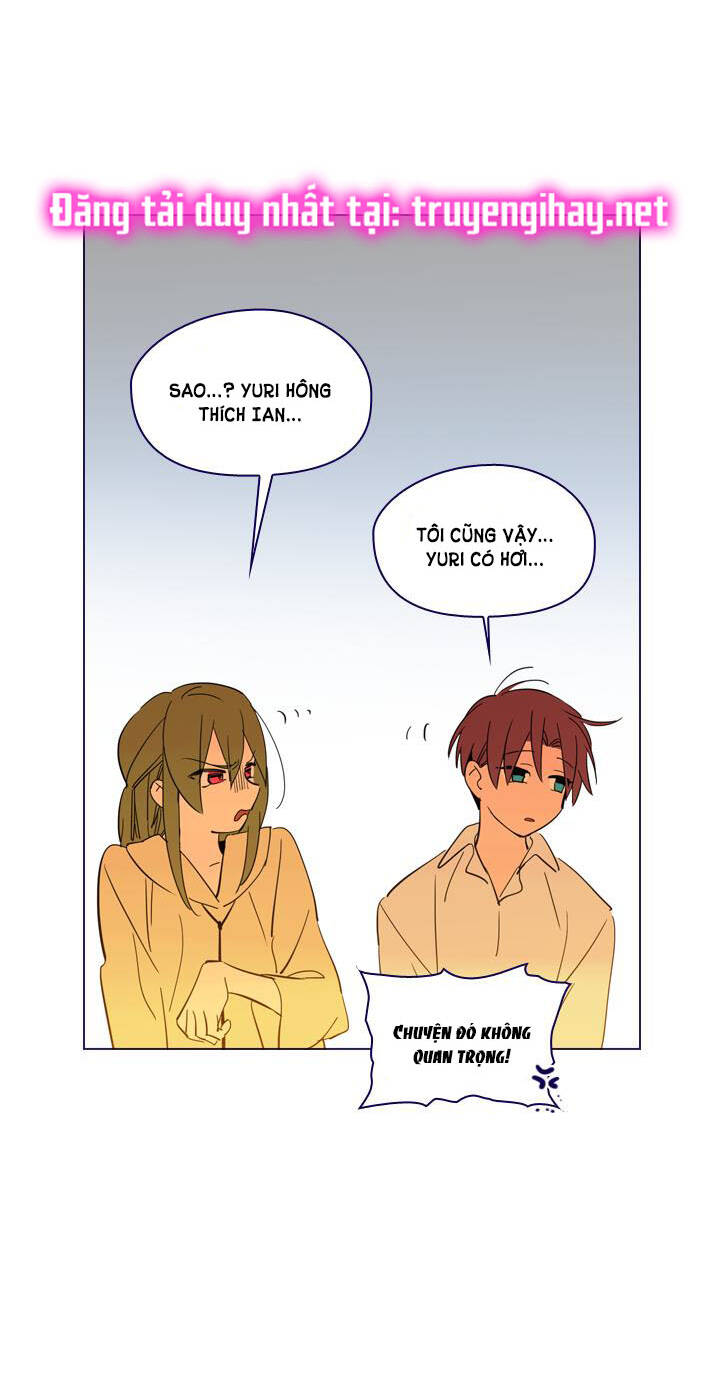 Đăng tải duy nhất tại: truyengihay.net
SAO...? YURI HÔNG
THÍCH IAN...
TÔI CŨNG VẬY...
YURI CÓ HƠI...
CHUYỆN ĐÓ KHÔNG
QUAN TRỌNG!